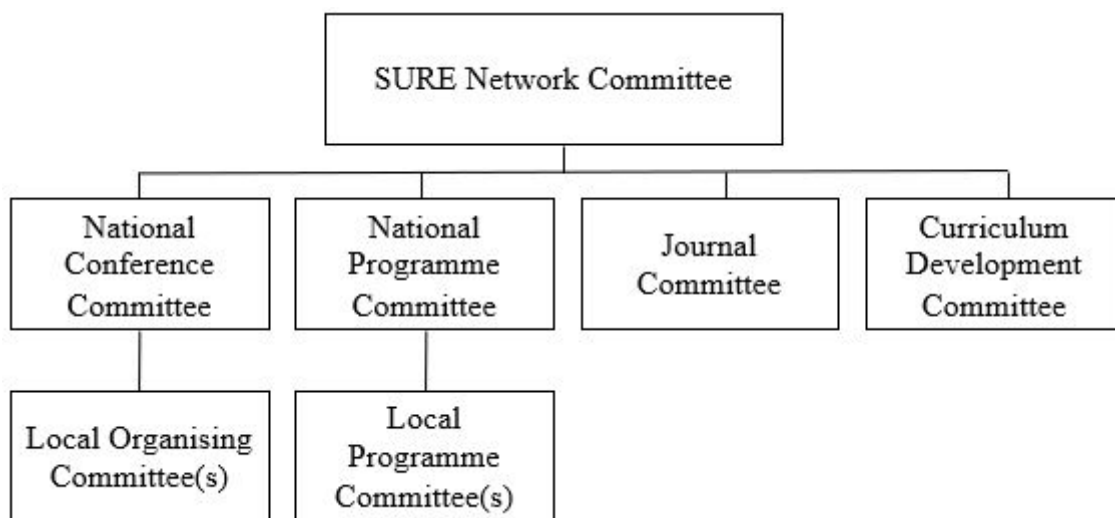 SURE Network Committee
National
Conference
Committee
National
Programme
Committee
Journal
Committee
Curriculum
Development
Committee
Local Organising
Committee(s)
Local
Programme
Committee(s)